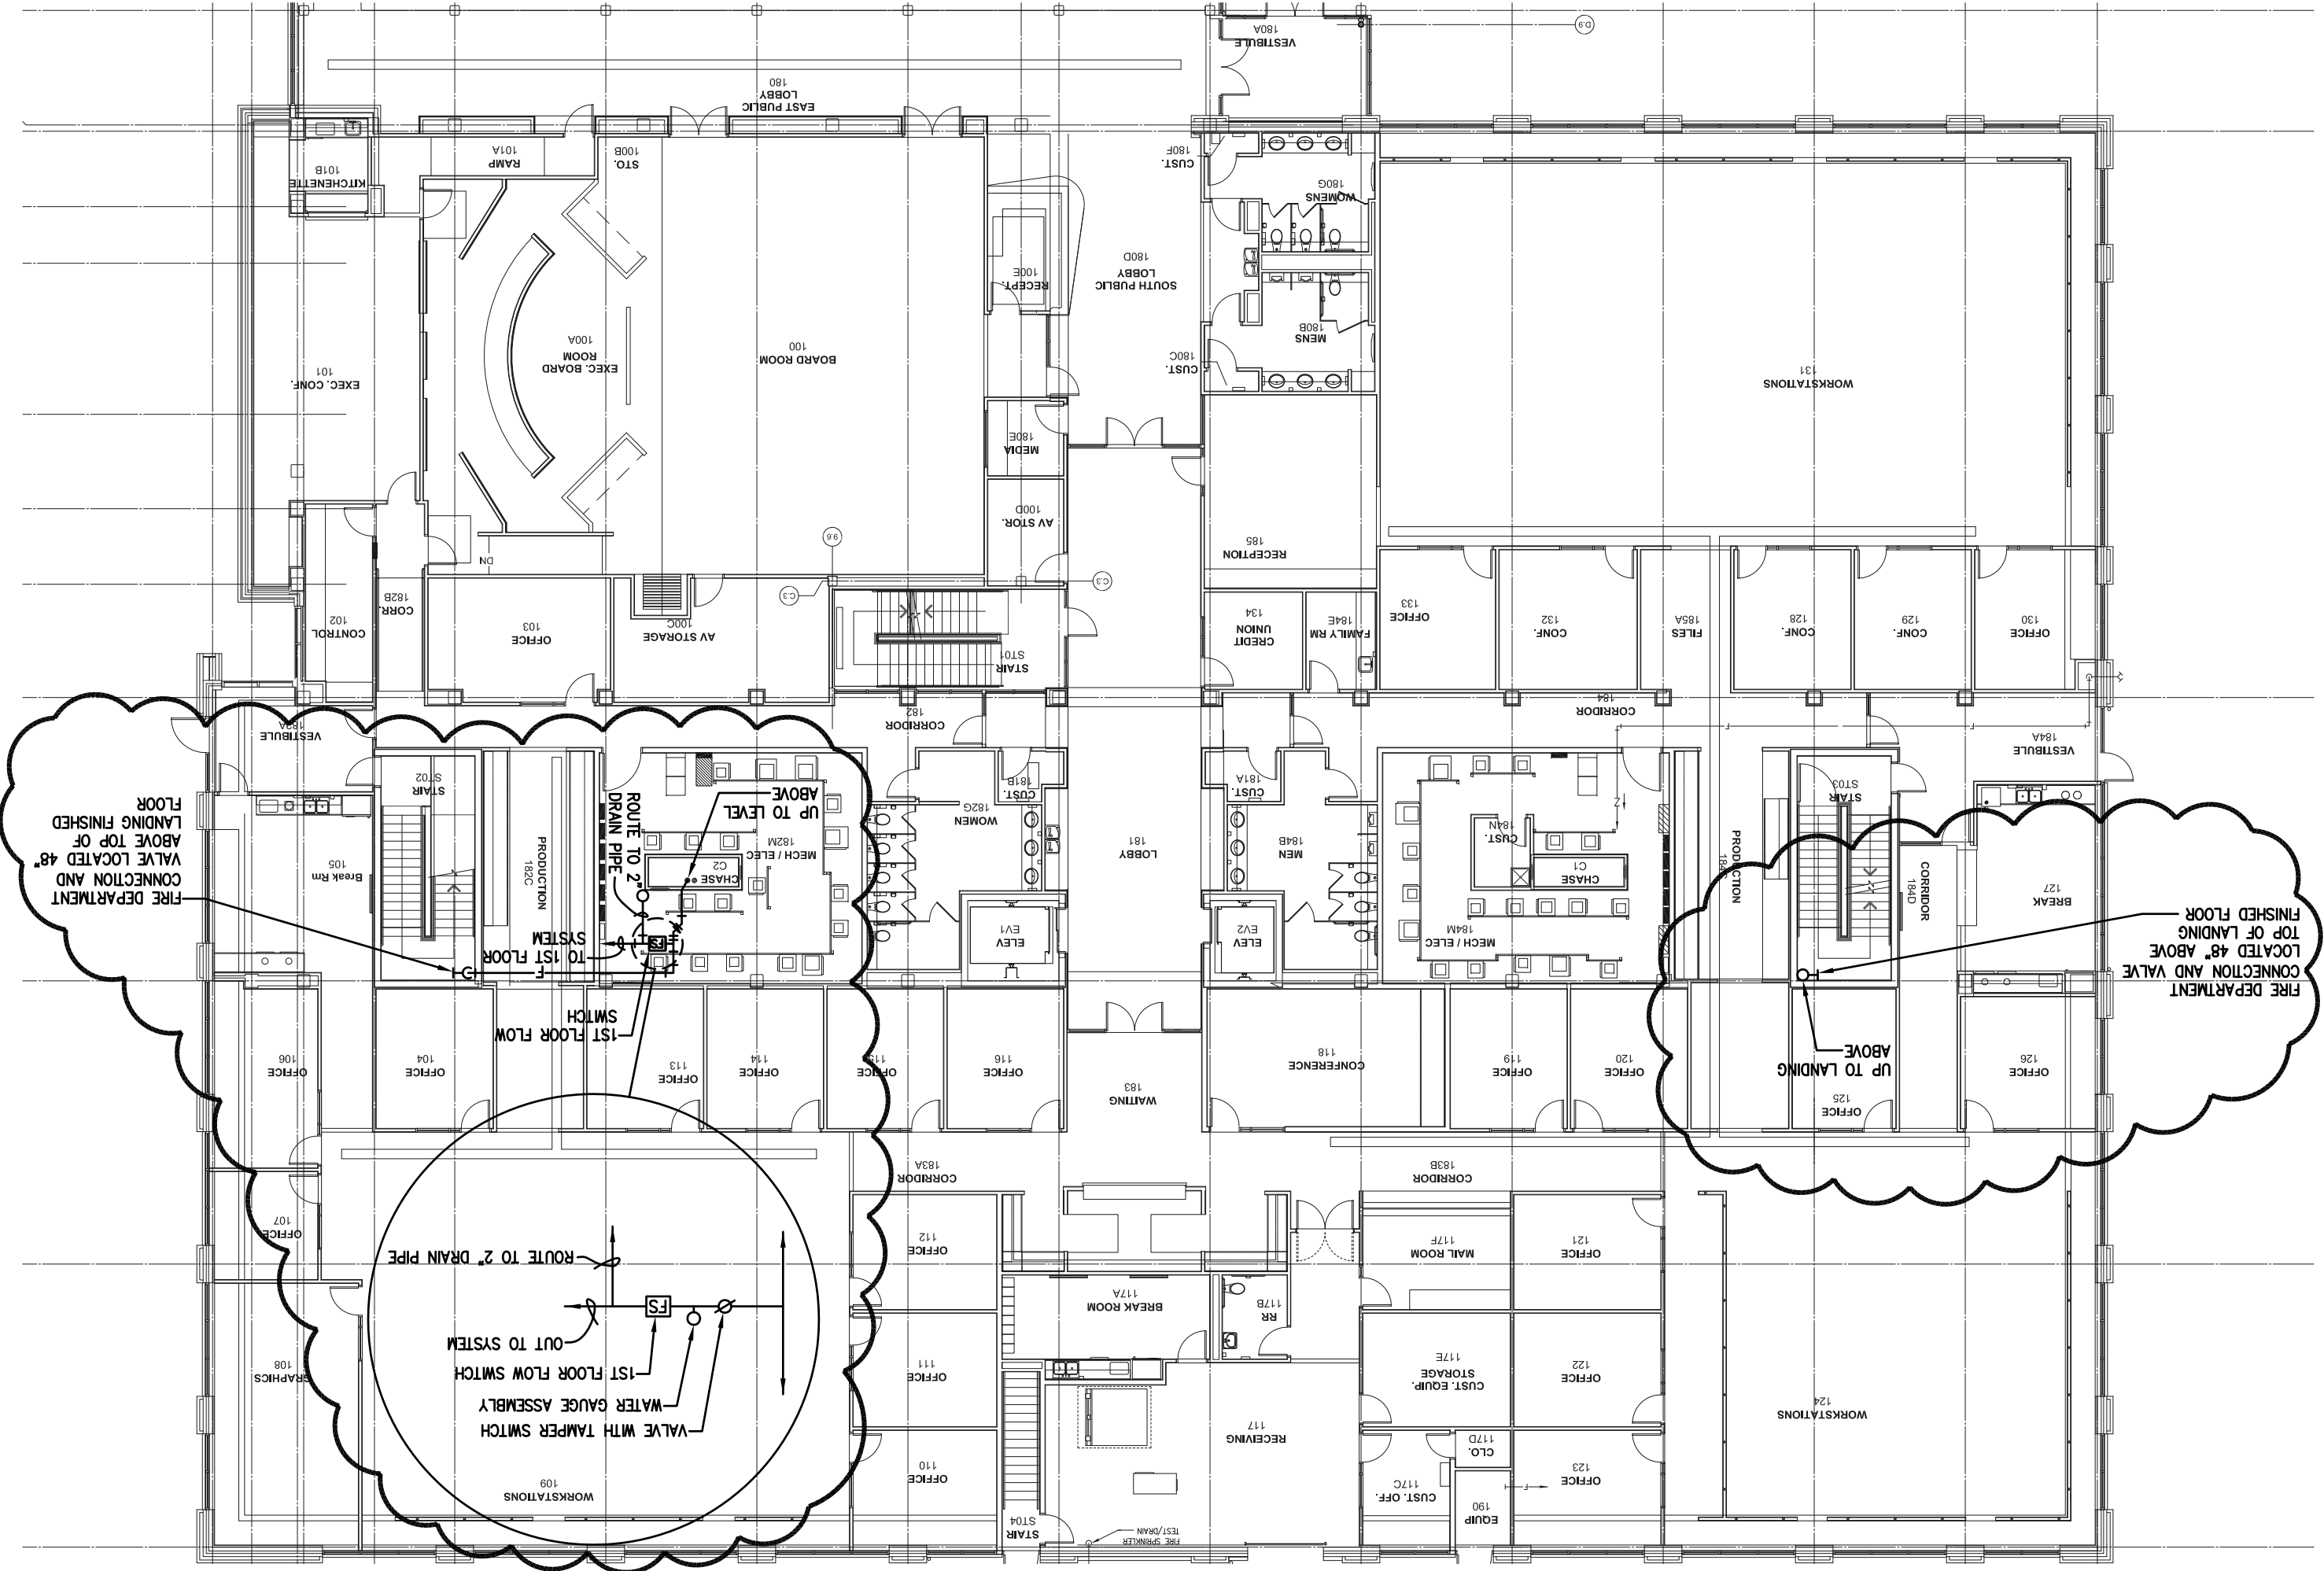 FIRE SPRINKLER
TEST/DRAIN
STAIR
ST04
EQUIP
190
OFFICE
123
CUST. OFF.
117C
CLO.
117D
RECEIVING
117
WORKSTATIONS
124
OFFICE
122
CUST. EQUIP.
STORAGE
117E
RR
117B
BREAK ROOM
117A
OFFICE
121
MAIL ROOM
117F
OFFICE
110
OFFICE
111
OFFICE
112
WORKSTATIONS
109
VALVE WITH TAMPER SWITCH
WATER GAUGE ASSEMBLY
1ST FLOOR FLOW SWITCH
OUT TO SYSTEM
FS
ROUTE TO 2" DRAIN PIPE
GRAPHICS
108
OFFICE
107
CORRIDOR
183B
CORRIDOR
183A
OFFICE
126
OFFICE
125
UP TO LANDING
ABOVE
OFFICE
120
OFFICE
119
CONFERENCE
118
WAITING
183
OFFICE
116
OFFICE
115
OFFICE
114
OFFICE
113
OFFICE
104
OFFICE
106
1ST FLOOR FLOW
SWITCH
FIRE DEPARTMENT
CONNECTION AND VALVE
LOCATED 48" ABOVE
TOP OF LANDING
FINISHED FLOOR
BREAK
127
CORRIDOR
184D
STAIR
ST03
PRODUCTION
MECH / ELEC
184M
CHASE
C1
CUST.
184N
Z
ELEV
EV2
MEN
184B
CUST.
181A
LOBBY
181
ELEV
EV1
WOMEN
182G
CUST.
181B
MECH / ELEC
182M
CHASE
C2
UP TO LEVEL
ABOVE
ROUTE TO 2"
DRAIN PIPE
FS
TO 1ST FLOOR
SYSTEM
F
PRODUCTION
182C
STAIR
ST02
Break Rm
105
FIRE DEPARTMENT
CONNECTION AND
VALVE LOCATED 48"
ABOVE TOP OF
LANDING FINISHED
FLOOR
VESTIBULE
184A
F
F
CORRIDOR
184
CORRIDOR
182
VESTIBULE
OFFICE
130
CONF.
129
CONF.
128
FILES
185A
CONF.
132
OFFICE
133
FAMILY RM
184E
CREDIT
UNION
134
STAIR
ST01
AV STORAGE
100C
OFFICE
103
CORR.
182B
CONTROL
102
C.3
C.3
9.6
DN
RECEPTION
185
AV STOR.
100D
MEDIA
180E
WORKSTATIONS
131
CUST.
180C
MENS
180B
BOARD ROOM
100
EXEC. BOARD
ROOM
100A
EXEC. CONF.
101
SOUTH PUBLIC
LOBBY
180D
RECEPT.
100E
WOMENS
180G
CUST.
180F
STO.
100B
RAMP
101A
KITCHENETTE
101B
EAST PUBLIC
LOBBY
180
VESTIBULE
180A
D.9